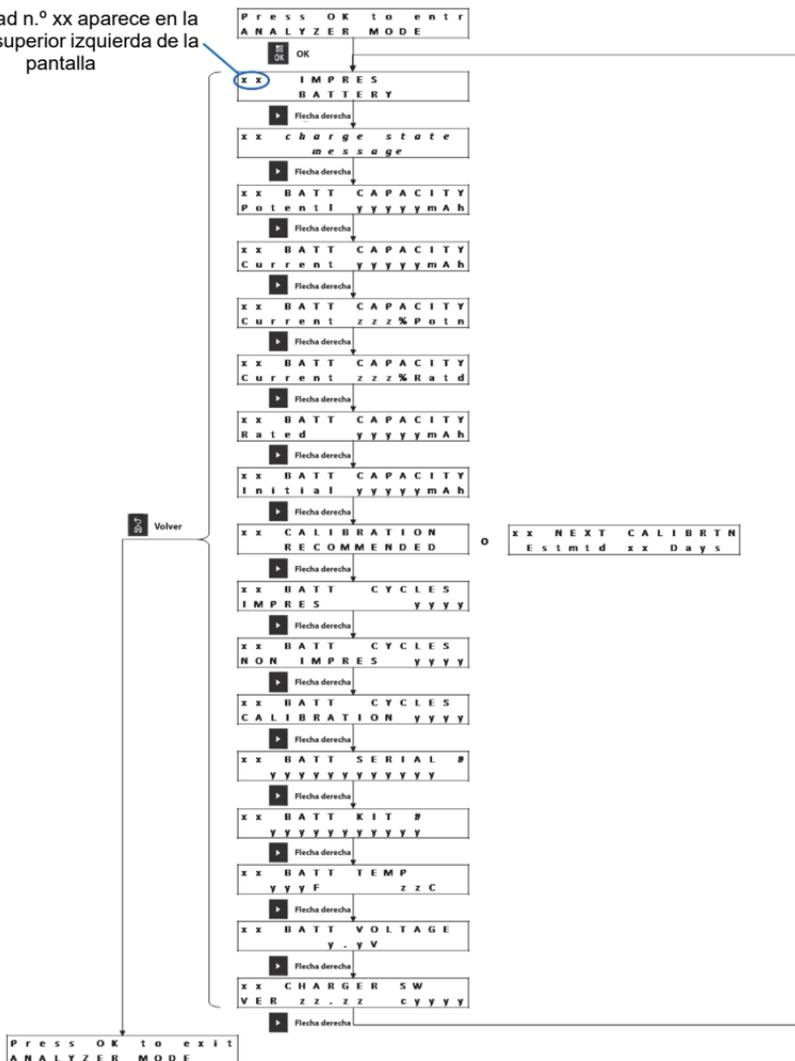 ad n.º xx aparece en la
superior izquierda de la
pantalla
Press OK to entr
ANALYZER MODE
OK
OK
xx IMPRES
BATTERY
Flecha derecha
xx charge state
message
Flecha derecha
xx BATT CAPACITY
Potentl yyyyymAh
Flecha derecha
xx BATT CAPACITY
Current yyyyymAh
Flecha derecha
xx BATT CAPACITY
Current zzz%Potn
Flecha derecha
xx BATT CAPACITY
Current zzz%Ratd
Flecha derecha
xx BATT CAPACITY
Rated yyyyymAh
Flecha derecha
xx BATT CAPACITY
Initial yyyyymAh
Flecha derecha
Volver
xx CALIBRATION
RECOMMENDED
o
xx NEXT CALIBRTN
Estmtd xx Days
Flecha derecha
xx BATT CYCLES
IMPRES yyyy
Flecha derecha
xx BATT CYCLES
NON IMPRES yyyy
Flecha derecha
xx BATT CYCLES
CALIBRATION yyyy
Flecha derecha
xx BATT SERIAL #
yyyyyyyyyyyy
Flecha derecha
xx BATT KIT #
yyyyyyyyyyy
Flecha derecha
xx BATT TEMP
yyyF zzC
Flecha derecha
xx BATT VOLTAGE
y.yV
Flecha derecha
xx CHARGER SW
VER zz.zz cyyyy
Flecha derecha
Press OK to exit
ANALYZER MODE